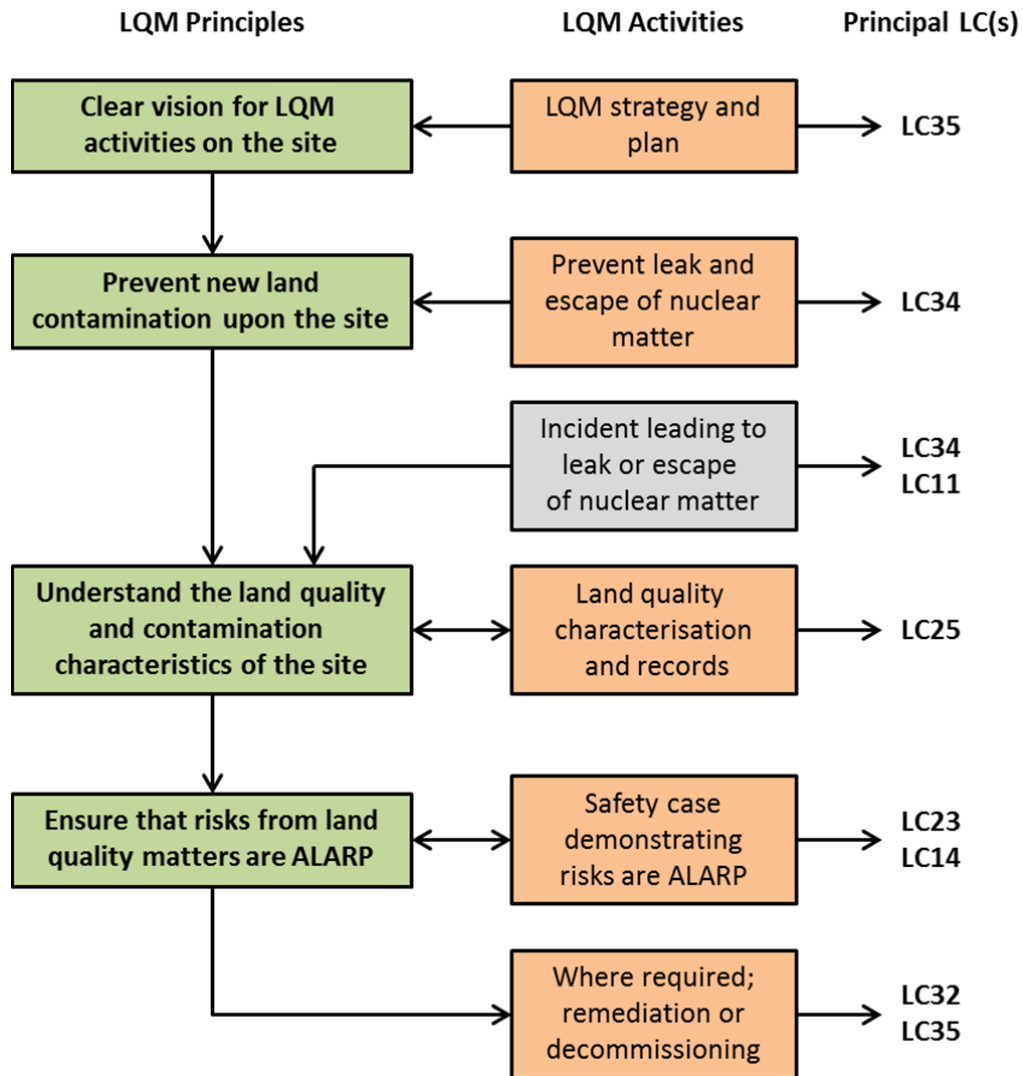 LQM Principles
LQM Activities
Principal LC(s)
Clear vision for LQM
activities on the site
LQM strategy and
plan
LC35
Prevent new land
contamination upon the site
Prevent leak and
escape of nuclear
matter
LC34
Incident leading to
leak or escape
of nuclear matter
LC34
LC11
Understand the land quality
and contamination
characteristics of the site
Land quality
characterisation
and records
LC25
Ensure that risks from land
quality matters are ALARP
Safety case
demonstrating
risks are ALARP
LC23
LC14
Where required;
remediation or
decommissioning
LC32
LC35